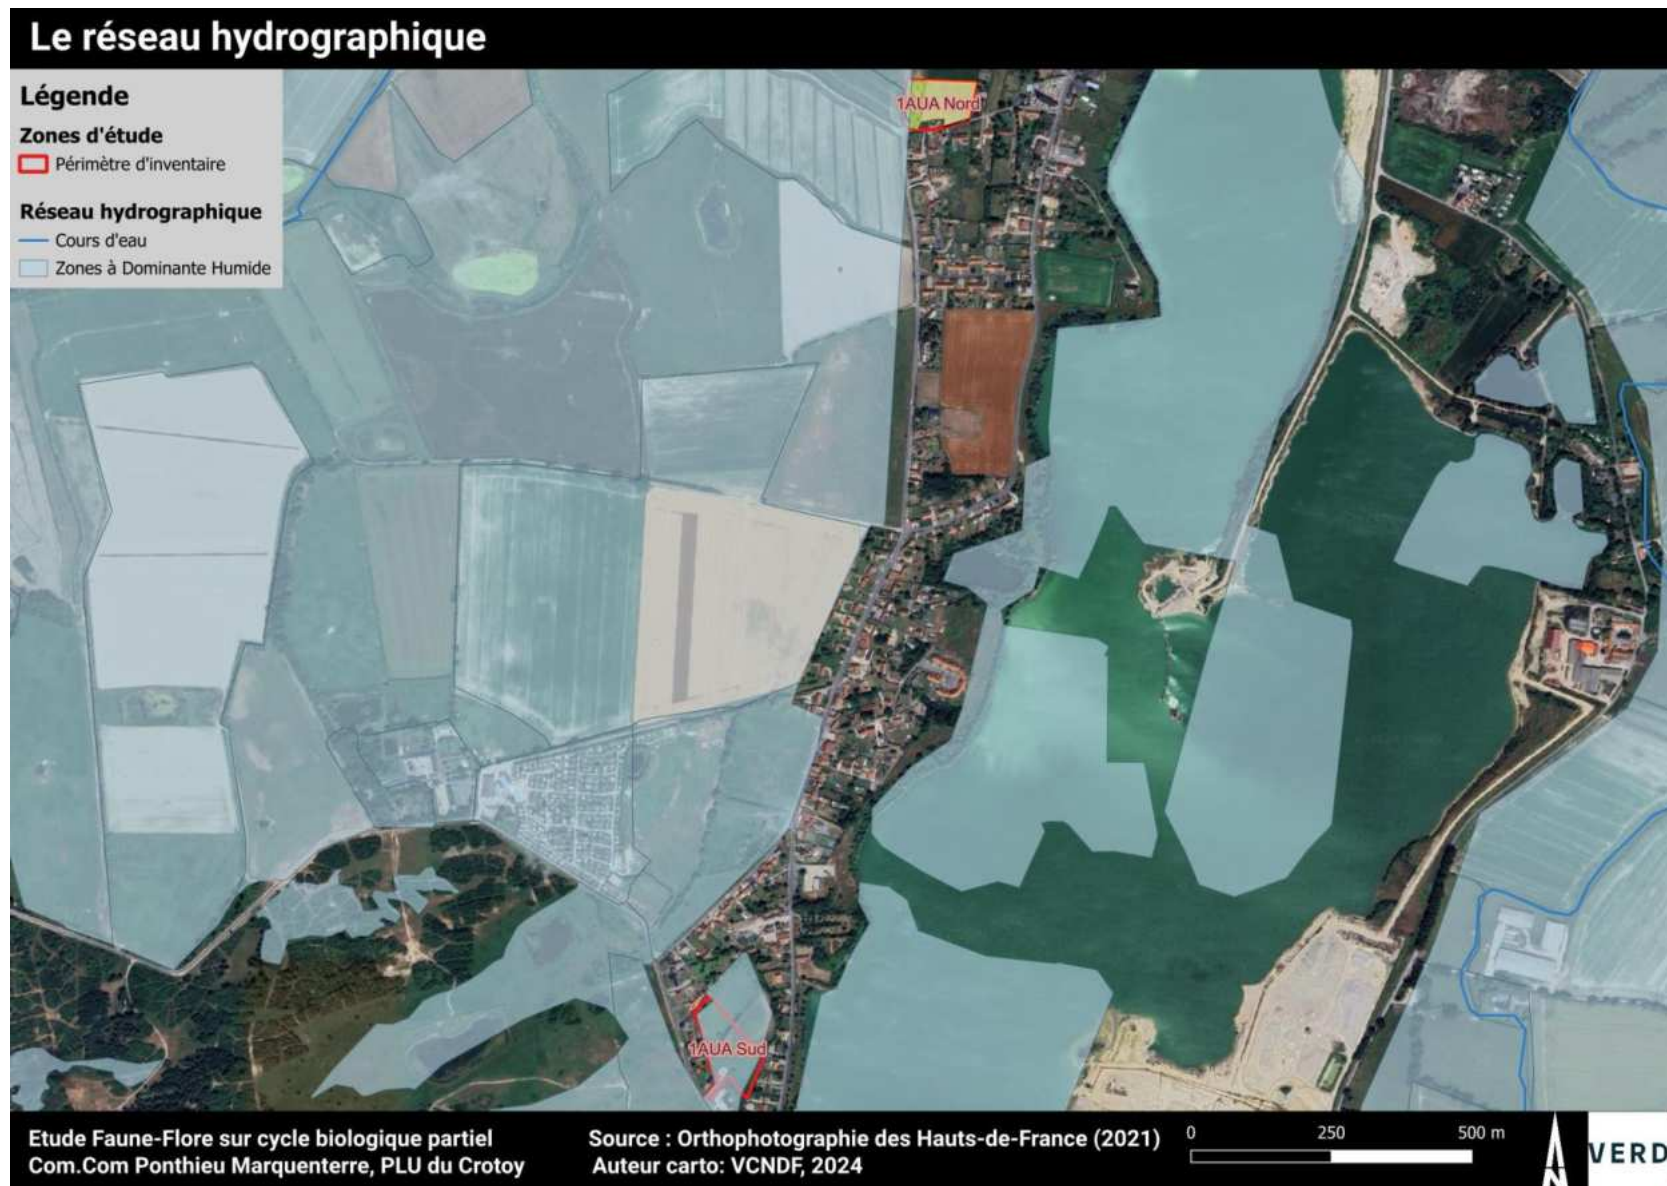 Le réseau hydrographique
Légende
Zones d'étude
Périmètre d'inventaire
Réseau hydrographique
Cours d'eau
Zones à Dominante Humide
1AUA Nord
1AUA Sud
Etude Faune-Flore sur cycle biologique partiel
Com.Com Ponthieu Marquenterre, PLU du Crotoy
Source : Orthophotographie des Hauts-de-France (2021)
Auteur carto: VCNDF, 2024
0 250 500 m
N
VERD